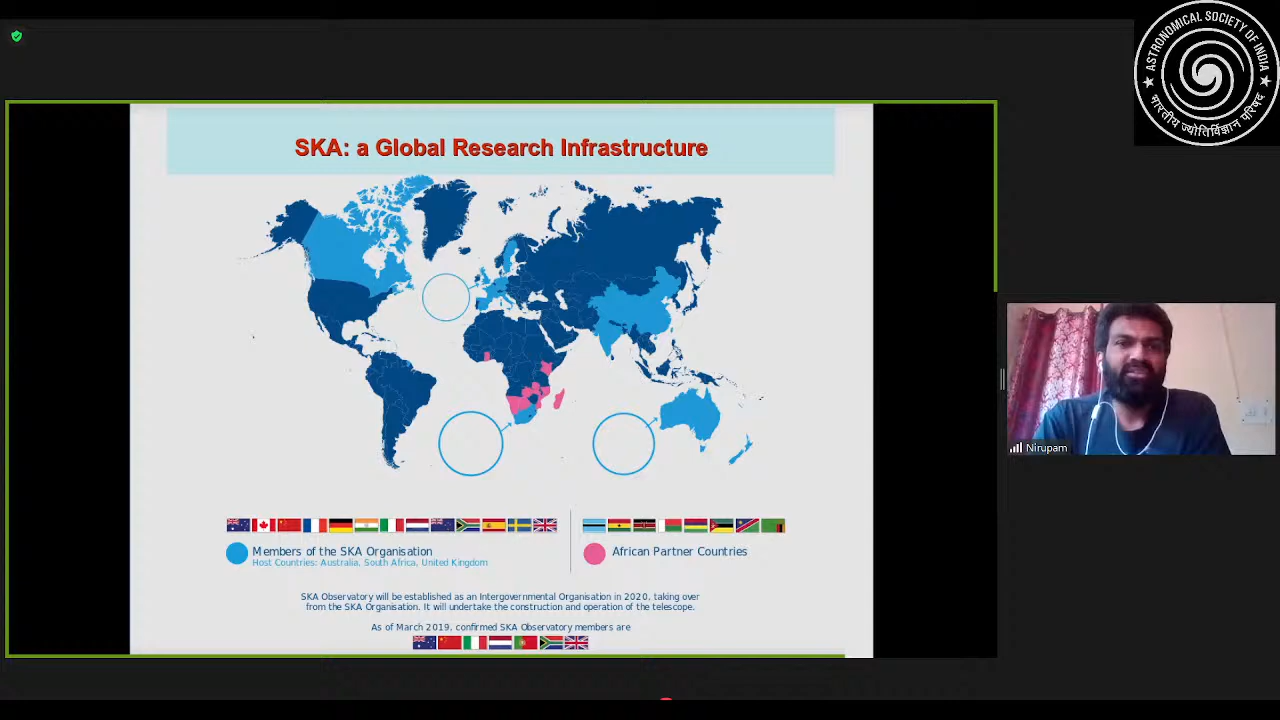 ASTRONOMICAL SOCIETY OF INDIA
भारतीय ज्योतिर्विज्ञान परिषद
SKA: a Global Research Infrastructure
Nirupam
Members of the SKA Organisation
Host Countries: Australia, South Africa, United Kingdom
African Partner Countries
SKA Observatory will be established as an Intergovernmental Organisation in 2020, taking over
from the SKA Organisation. It will undertake the construction and operation of the telescope.
As of March 2019, confirmed SKA Observatory members are